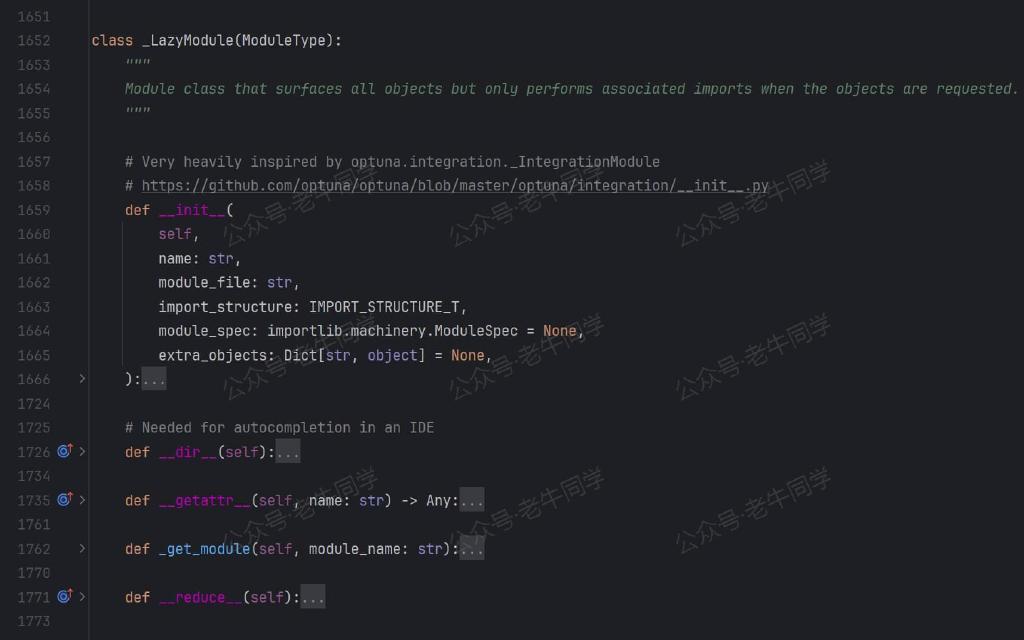 1651
1652 class _LazyModule(ModuleType):
1653 """
1654 Module class that surfaces all objects but only performs associated imports when the objects are requested.
1655 """
1656
1657 # Very heavily inspired by optuna.integration._IntegrationModule
1658 # https://github.com/optuna/optuna/blob/master/optuna/integration/__init__.py
1659 def __init__(
1660 self,
1661 name: str,
1662 module_file: str,
1663 import_structure: IMPORT_STRUCTURE_T,
1664 module_spec: importlib.machinery.ModuleSpec = None,
1665 extra_objects: Dict[str, object] = None,
1666 ):...
1724
1725 # Needed for autocompletion in an IDE
1726 def __dir__(self):...
1734
1735 def __getattr__(self, name: str) -> Any:...
1761
1762 def _get_module(self, module_name: str):...
1770
1771 def __reduce__(self):...
1773
公众号·老牛同学
公众号·老牛同学
公众号·老牛同学
公众号·老牛同学
公众号·老牛同学
公众号·老牛同学
公众号·老牛同学
公众号·老牛同学
公众号·老牛同学